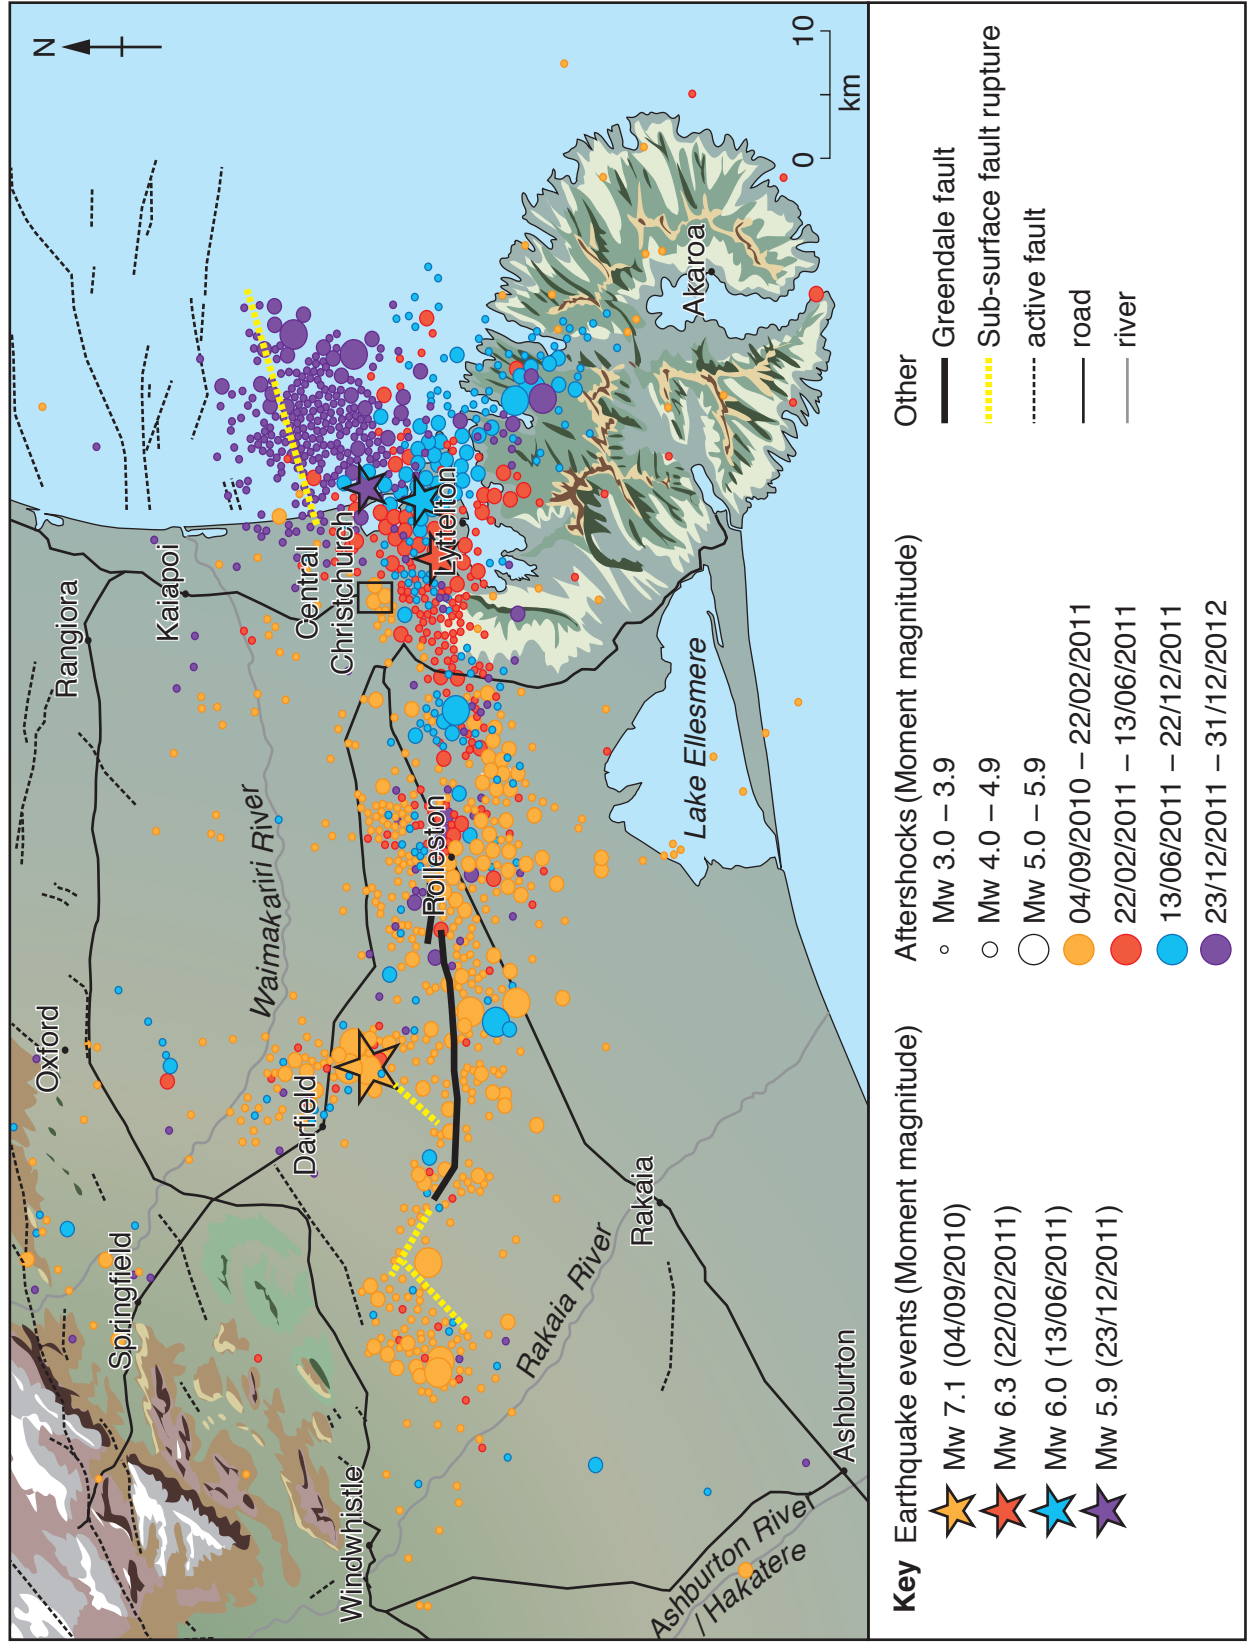 N
Oxford
Rangiora
Kaiapoi
Springfield
Waimakariri River
Darfield
Central
Christchurch
Windwhistle
Rolleston
Lyttelton
Rakaia River
Rakaia
Lake Ellesmere
Akaroa
Ashburton River
/ Hakatere
Ashburton
0 10
km
Key Earthquake events (Moment magnitude)
Mw 7.1 (04/09/2010)
Mw 6.3 (22/02/2011)
Mw 6.0 (13/06/2011)
Mw 5.9 (23/12/2011)
Aftershocks (Moment magnitude)
Mw 3.0 – 3.9
Mw 4.0 – 4.9
Mw 5.0 – 5.9
04/09/2010 – 22/02/2011
22/02/2011 – 13/06/2011
13/06/2011 – 22/12/2011
23/12/2011 – 31/12/2012
Other
Greendale fault
Sub-surface fault rupture
active fault
road
river